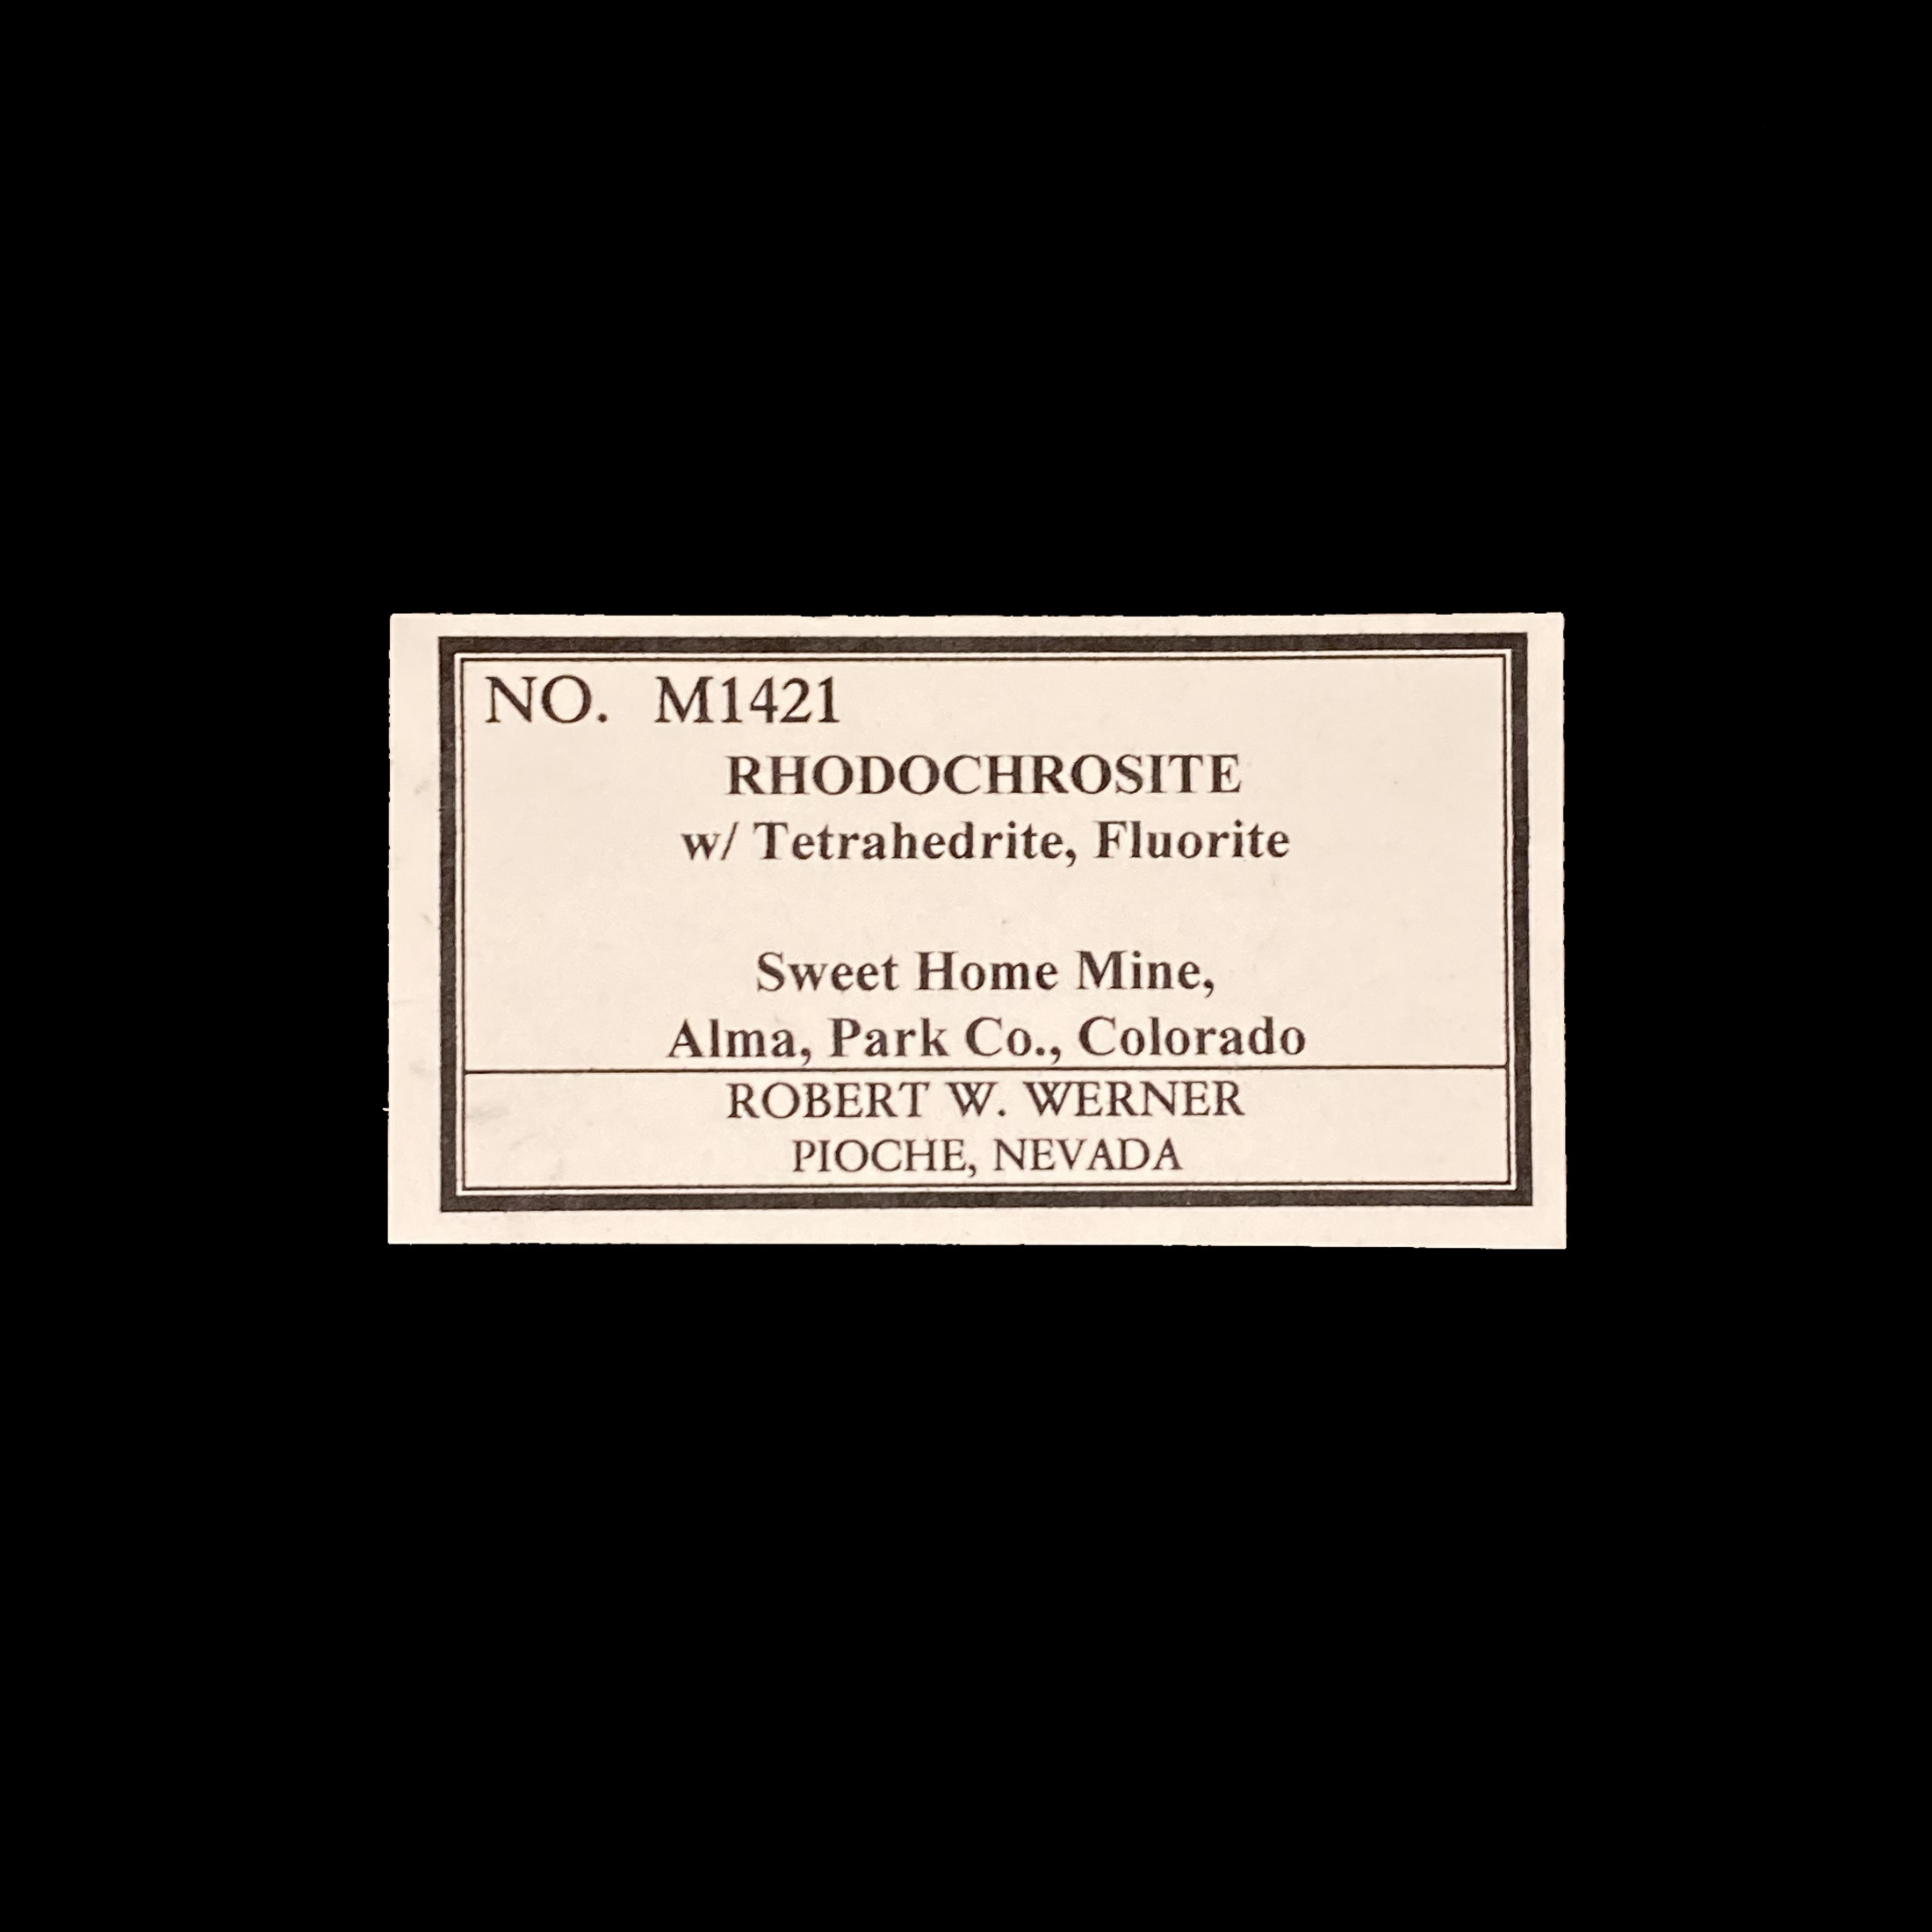 NO. M1421
RHODOCHROSITE
w/ Tetrahedrite, Fluorite
Sweet Home Mine,
Alma, Park Co., Colorado
ROBERT W. WERNER
PIOCHE, NEVADA